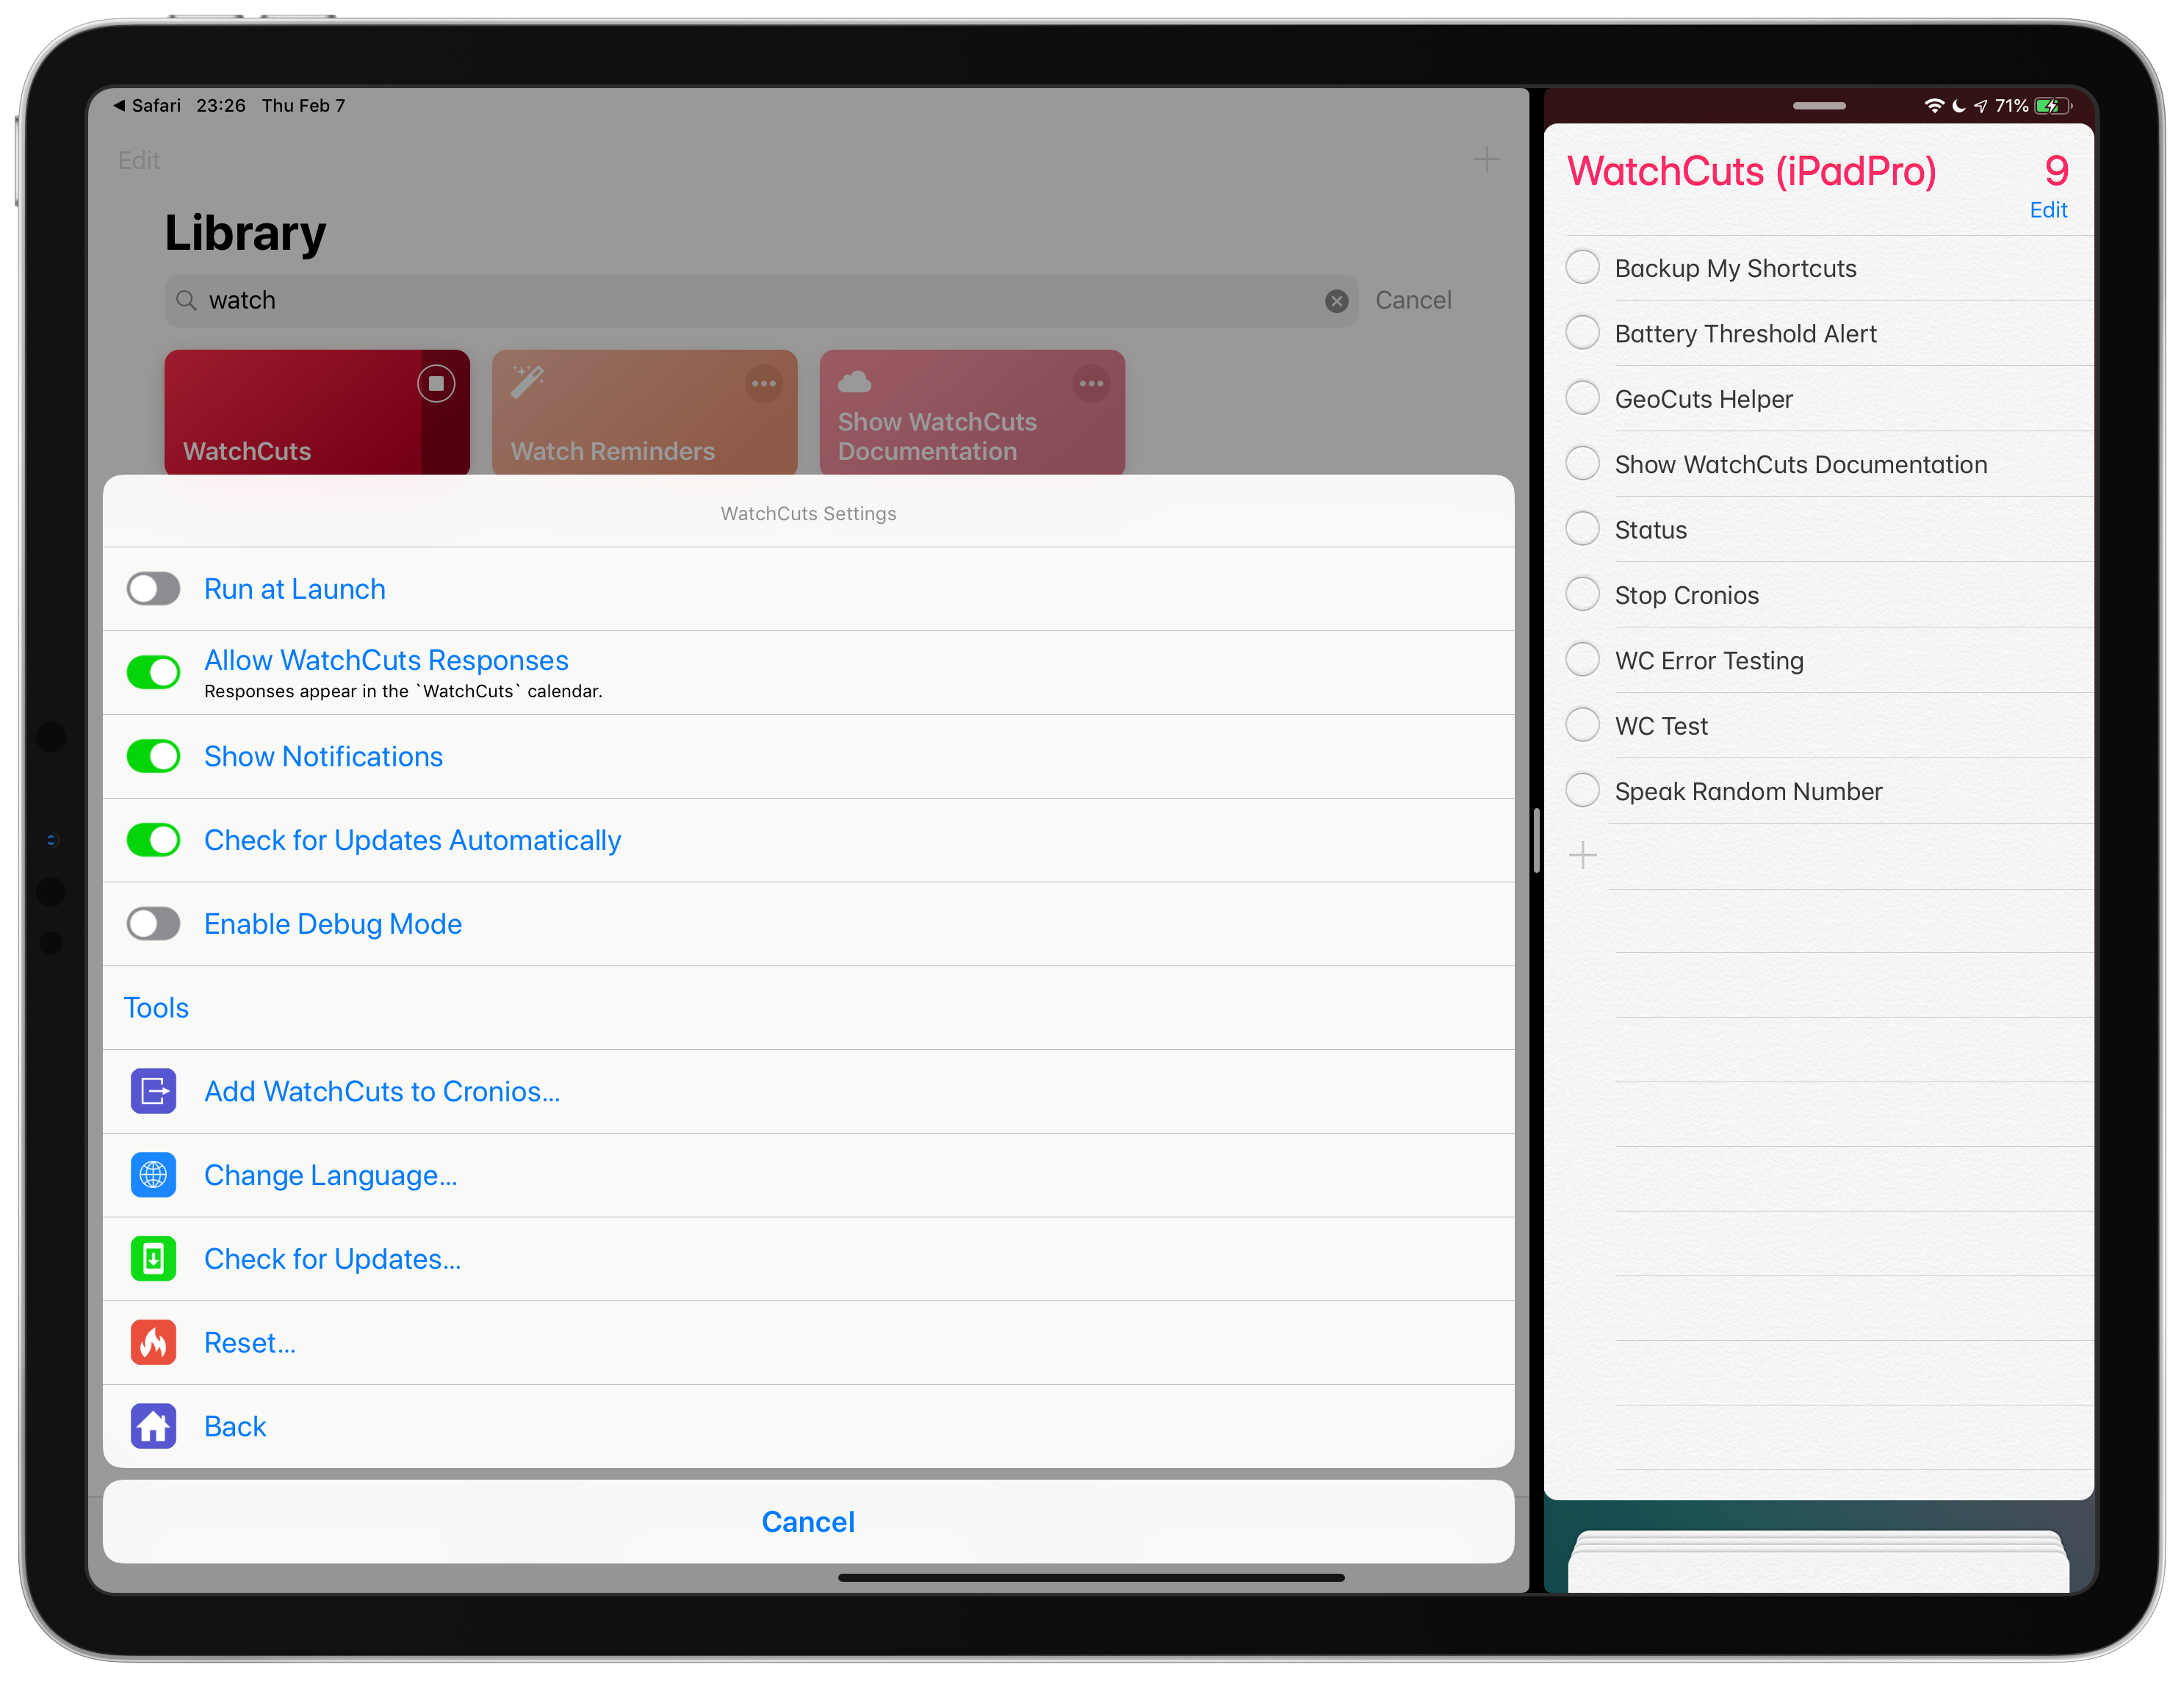 Safari 23:26 Thu Feb 7
Edit
Library
watch
Cancel
WatchCuts
Watch Reminders
Show WatchCuts
Documentation
WatchCuts Settings
Run at Launch
Allow WatchCuts Responses
Responses appear in the `WatchCuts` calendar.
Show Notifications
Check for Updates Automatically
Enable Debug Mode
Tools
Add WatchCuts to Cronios...
Change Language...
Check for Updates...
Reset...
Back
Cancel
71%
WatchCuts (iPadPro) 9
Edit
Backup My Shortcuts
Battery Threshold Alert
GeoCuts Helper
Show WatchCuts Documentation
Status
Stop Cronios
WC Error Testing
WC Test
Speak Random Number